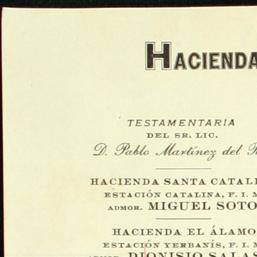 HACIENDA
TESTAMENTARIA
DEL SR. LIC.
D. Pablo Martínez del
HACIENDA SANTA
ESTACIÓN CATALINA, F. I.
ADMOR. MIGUEL SOTO
HACIENDA EL ÁLAMO
ESTACIÓN YERBANÍS, F. I.
DIONISIO